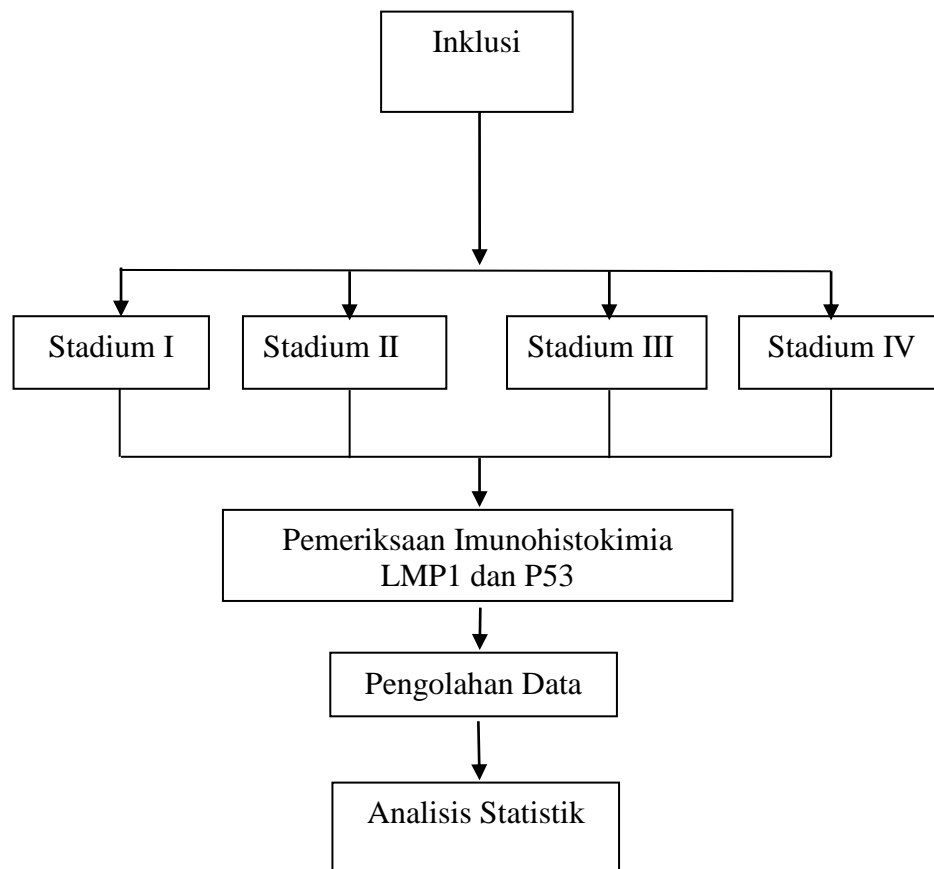 Inklusi
Stadium I
Stadium II
Stadium III
Stadium IV
Pemeriksaan Imunohistokimia
LMP1 dan P53
Pengolahan Data
Analisis Statistik